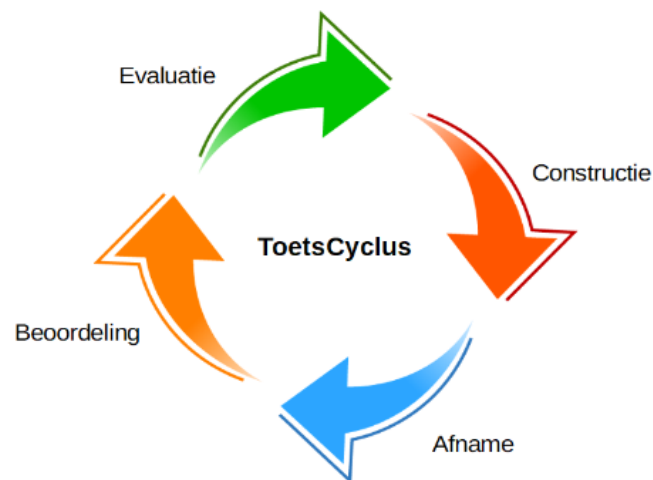 Evaluatie
Constructie
ToetsCyclus
Beoordeling
Afname